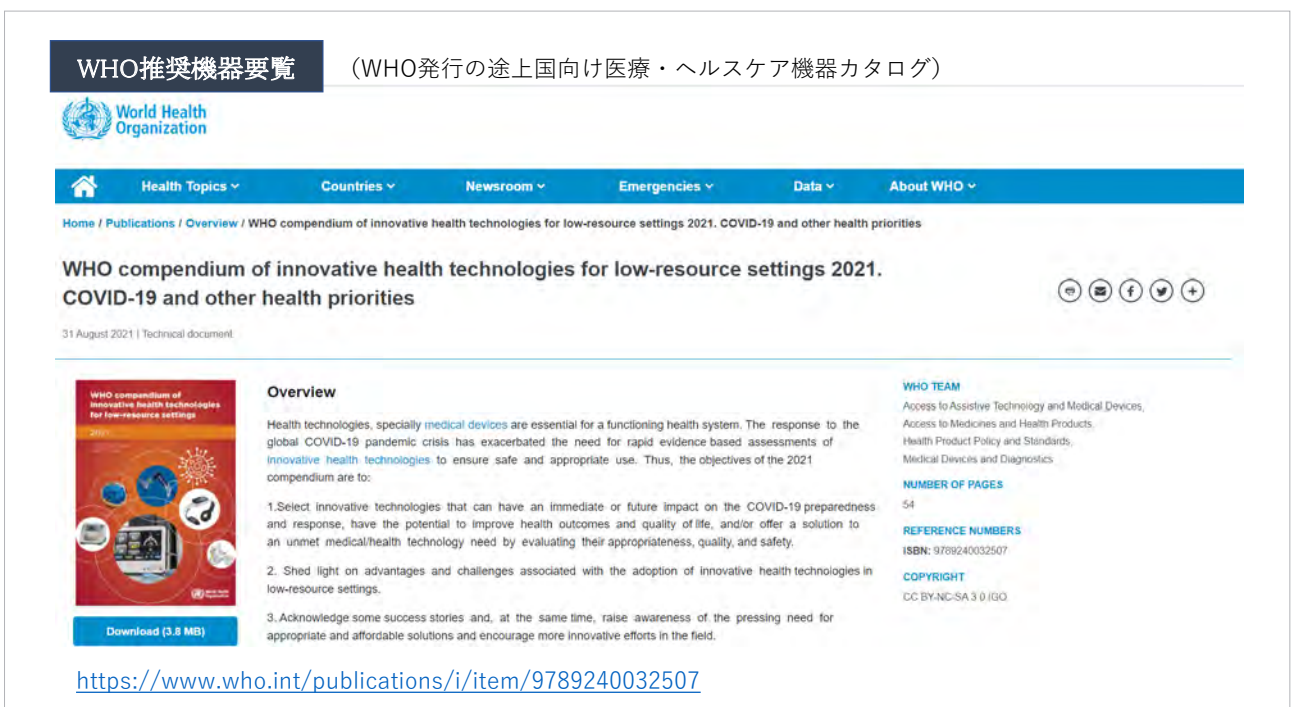 WHO推奨機器要覧
(WHO発行の途上国向け医療・ヘルスケア機器カタログ)
World Health
Organization
Health Topics
Countries
Newsroom
Emergencies
Data
About WHO
Home / Publications / Overview / WHO compendium of innovative health technologies for low-resource settings 2021. COVID-19 and other health priorities
WHO compendium of innovative health technologies for low-resource settings 2021.
COVID-19 and other health priorities
31 August 2021 | Technical document
WHO compendium of
innovative health technologies
for low-resource settings
2021
Download (3.8 MB)
Overview
Health technologies, specially medical devices are essential for a functioning health system. The response to the
global COVID-19 pandemic crisis has exacerbated the need for rapid evidence based assessments of
innovative health technologies to ensure safe and appropriate use. Thus, the objectives of the 2021
compendium are to:
1.Select innovative technologies that can have an immediate or future impact on the COVID-19 preparedness
and response, have the potential to improve health outcomes and quality of life, and/or offer a solution to
an unmet medical/health technology need by evaluating their appropriateness, quality, and safety.
2. Shed light on advantages and challenges associated with the adoption of innovative health technologies in
low-resource settings.
3. Acknowledge some success stories and, at the same time, raise awareness of the pressing need for
appropriate and affordable solutions and encourage more innovative efforts in the field.
WHO TEAM
Access to Assistive Technology and Medical Devices,
Access to Medicines and Health Products,
Health Product Policy and Standards,
Medical Devices and Diagnostics
NUMBER OF PAGES
54
REFERENCE NUMBERS
ISBN: 9789240032507
COPYRIGHT
CC BY-NC-SA 3.0 IGO
https://www.who.int/publications/i/item/9789240032507